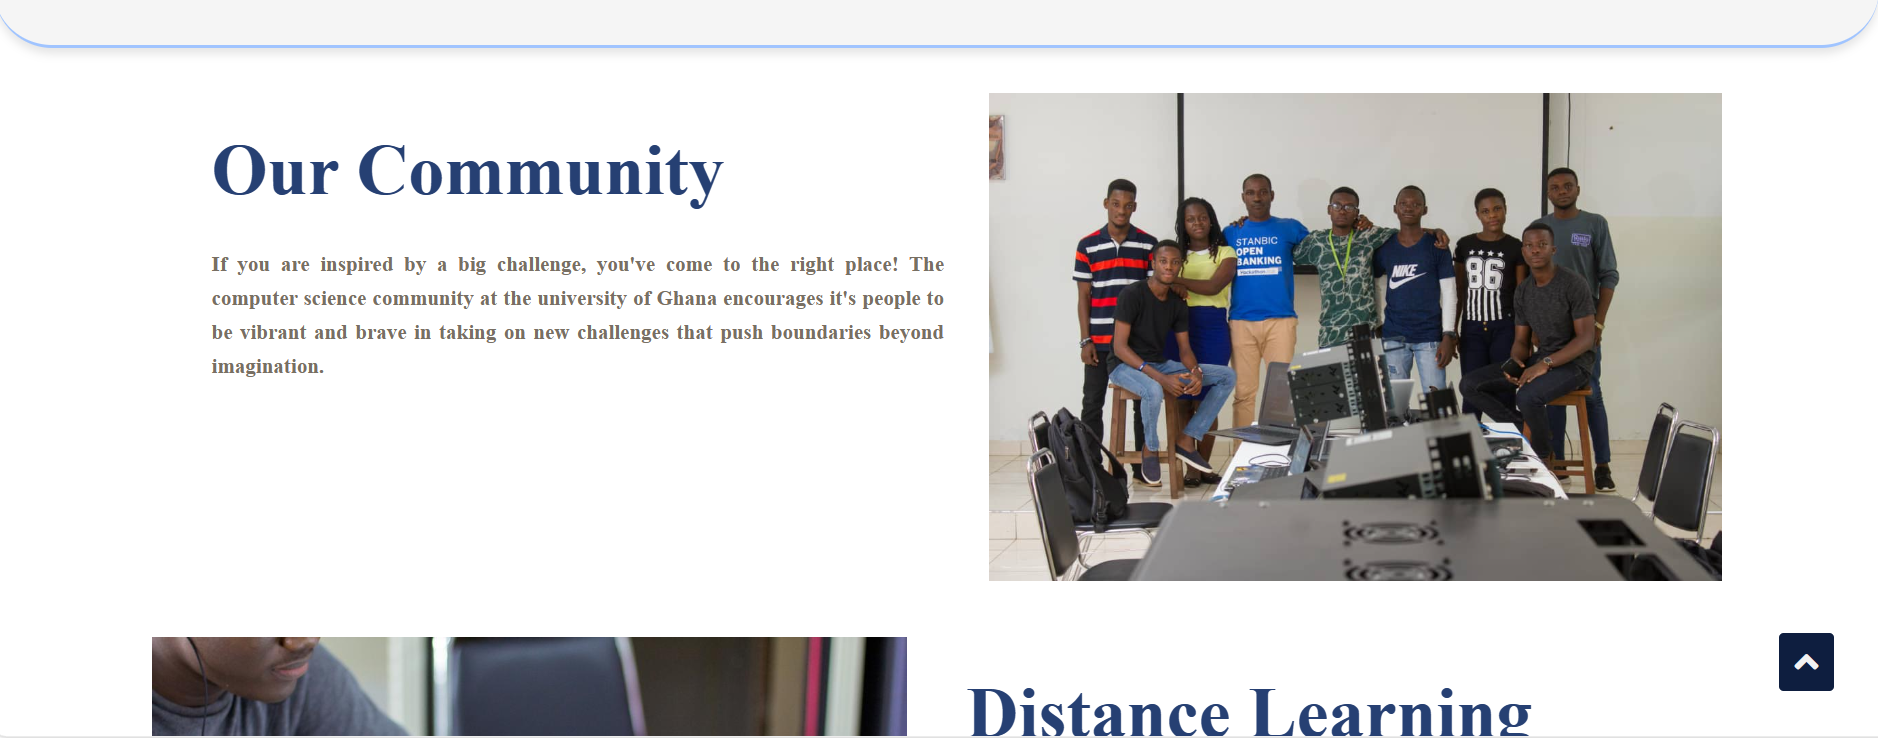 Our Community
If you are inspired by a big challenge, you've come to the right place! The
computer science community at the university of Ghana encourages it's people to
be vibrant and brave in taking on new challenges that push boundaries beyond
imagination.
STANBIC
OPEN
BANKING
Hackathon
NIKE
86
Distance Learning